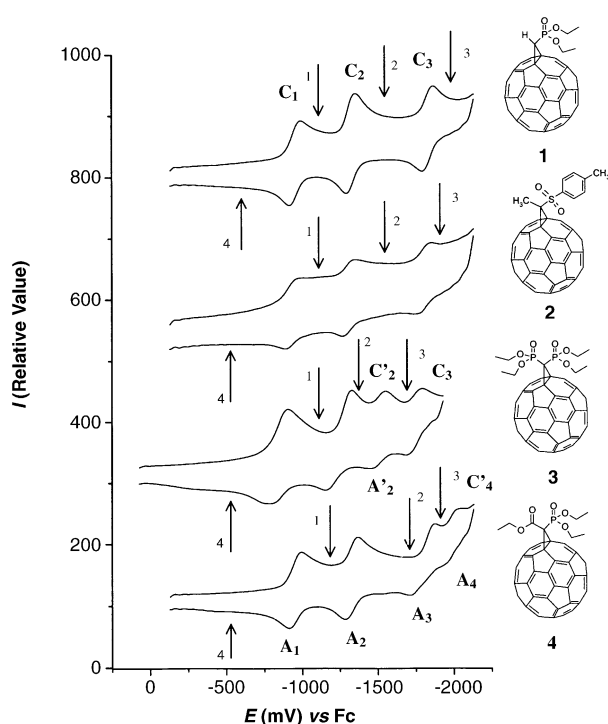 1000
800
600
400
200
0
I (Relative Value)
0
-500
-1000
-1500
-2000
E (mV) vs Fc
C1
1
C2
2
C3
3
4
1
2
3
4
1
2
C'2
3
C3
A'2
4
1
2
3
C'4
A1
A2
A3
A4
4
H
O
P
O
O
1
H3C
O
S
O
CH3
2
O O
O P P O
O O
3
O O
O P O
O
4